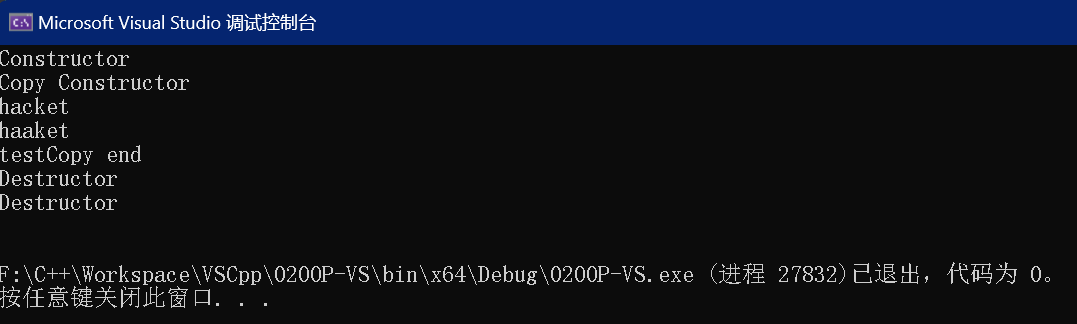 Microsoft Visual Studio 调试控制台
Constructor
Copy Constructor
hacket
haaket
testCopy end
Destructor
Destructor
F:\C++\Workspace\VSCpp\0200P-VS\bin\x64\Debug\0200P-VS.exe (进程 27832)已退出，代码为 0。
按任意键关闭此窗口. . .